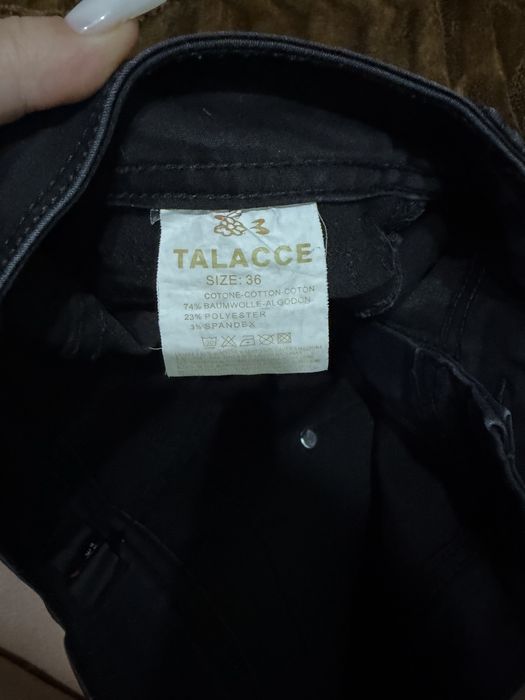 TALACCE
SIZE: 36
COTONE-COTTON-COTON
74% BAUMWOLLE-ALGODON
23% POLYESTER
3% SPANDEX